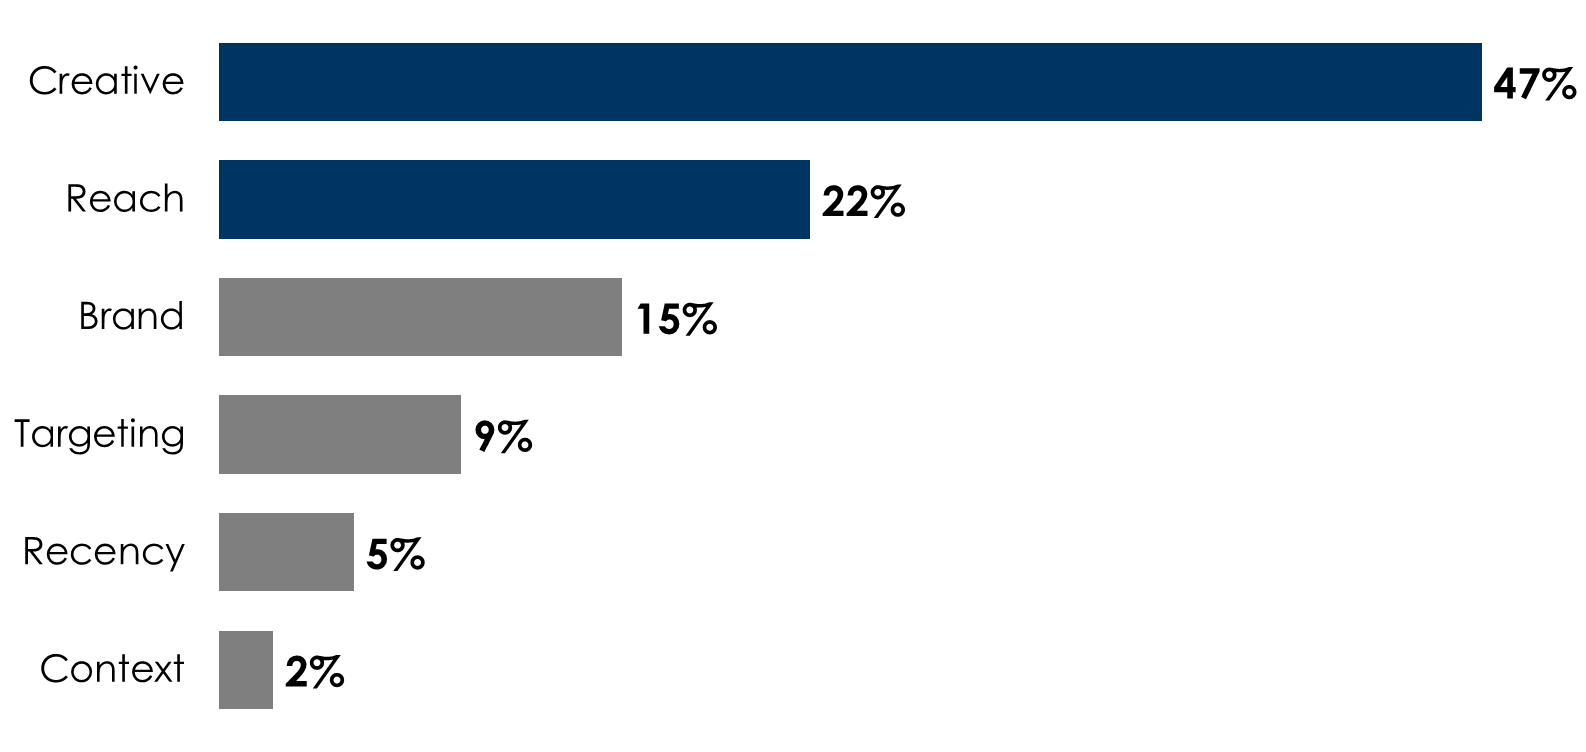 Creative 47%
Reach 22%
Brand 15%
Targeting 9%
Recency 5%
Context 2%